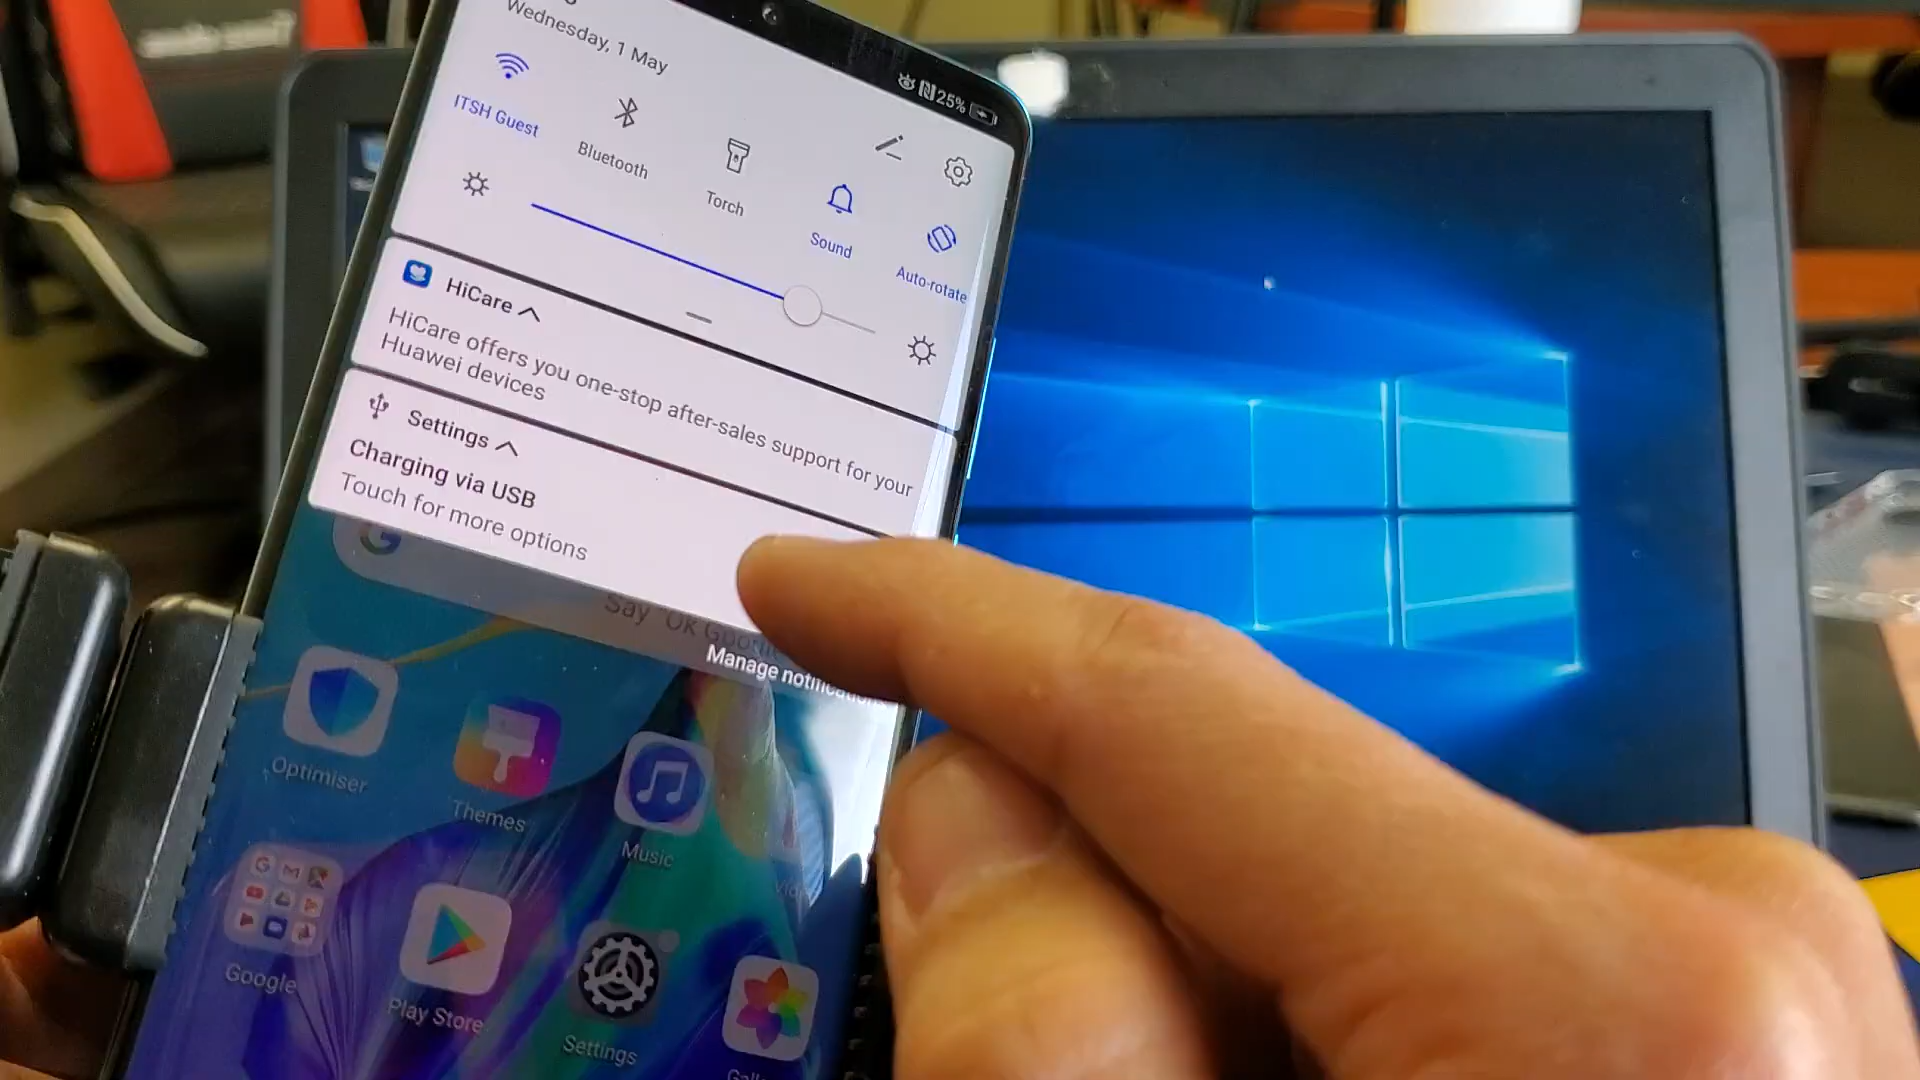 Wednesday, 1 May
25%
ITSH Guest
Bluetooth
Torch
Sound
Auto-rotate
HiCare
HiCare offers you one-stop after-sales support for your
Huawei devices
Settings
Charging via USB
Touch for more options
Say "OK
Manage
Optimiser
Themes
Music
Google
Play Store
Settings